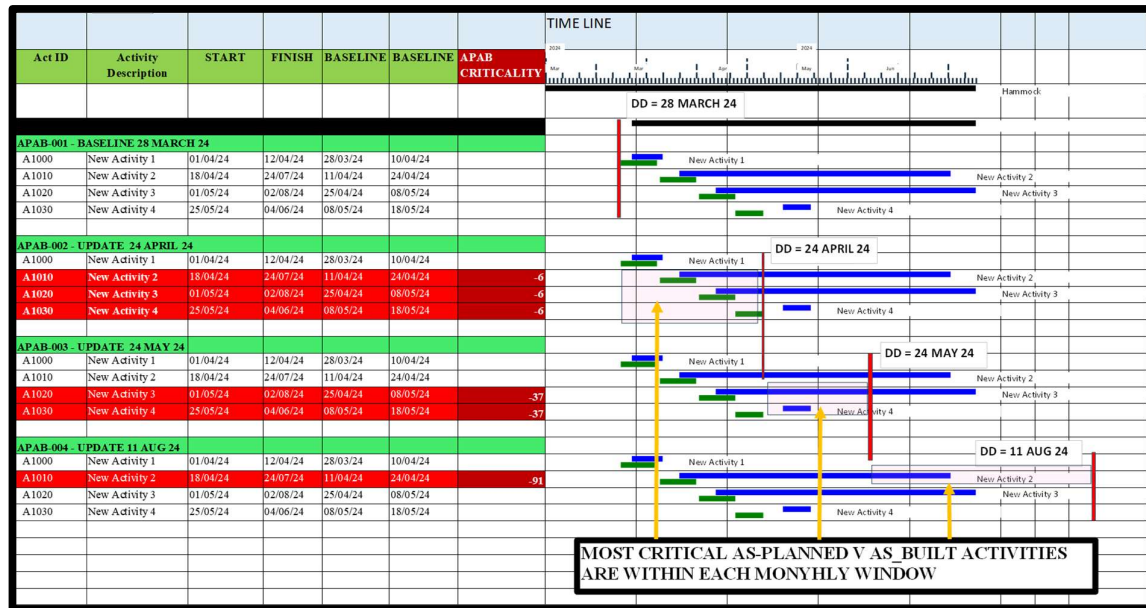 TIME LINE
Act ID Activity Description START FINISH BASELINE BASELINE APAB CRITICALITY
2024 2024
Mar Mar Apr May Jun
Hammock
DD = 28 MARCH 24
APAB-001 - BASELINE 28 MARCH 24
A1000 New Activity 1 01/04/24 12/04/24 28/03/24 10/04/24 New Activity 1
A1010 New Activity 2 18/04/24 24/07/24 11/04/24 24/04/24 New Activity 2
A1020 New Activity 3 01/05/24 02/08/24 25/04/24 08/05/24 New Activity 3
A1030 New Activity 4 25/05/24 04/06/24 08/05/24 18/05/24 New Activity 4
APAB-002 - UPDATE 24 APRIL 24
DD = 24 APRIL 24
A1000 New Activity 1 01/04/24 12/04/24 28/03/24 10/04/24 New Activity 1
A1010 New Activity 2 18/04/24 24/07/24 11/04/24 24/04/24 -6 New Activity 2
A1020 New Activity 3 01/05/24 02/08/24 25/04/24 08/05/24 -6 New Activity 3
A1030 New Activity 4 25/05/24 04/06/24 08/05/24 18/05/24 -6 New Activity 4
APAB-003 - UPDATE 24 MAY 24
DD = 24 MAY 24
A1000 New Activity 1 01/04/24 12/04/24 28/03/24 10/04/24 New Activity 1
A1010 New Activity 2 18/04/24 24/07/24 11/04/24 24/04/24 New Activity 2
A1020 New Activity 3 01/05/24 02/08/24 25/04/24 08/05/24 -37 New Activity 3
A1030 New Activity 4 25/05/24 04/06/24 08/05/24 18/05/24 -37 New Activity 4
APAB-004 - UPDATE 11 AUG 24
DD = 11 AUG 24
A1000 New Activity 1 01/04/24 12/04/24 28/03/24 10/04/24 New Activity 1
A1010 New Activity 2 18/04/24 24/07/24 11/04/24 24/04/24 -91 New Activity 2
A1020 New Activity 3 01/05/24 02/08/24 25/04/24 08/05/24 New Activity 3
A1030 New Activity 4 25/05/24 04/06/24 08/05/24 18/05/24 New Activity 4
MOST CRITICAL AS-PLANNED V AS_BUILT ACTIVITIES
ARE WITHIN EACH MONYHLY WINDOW